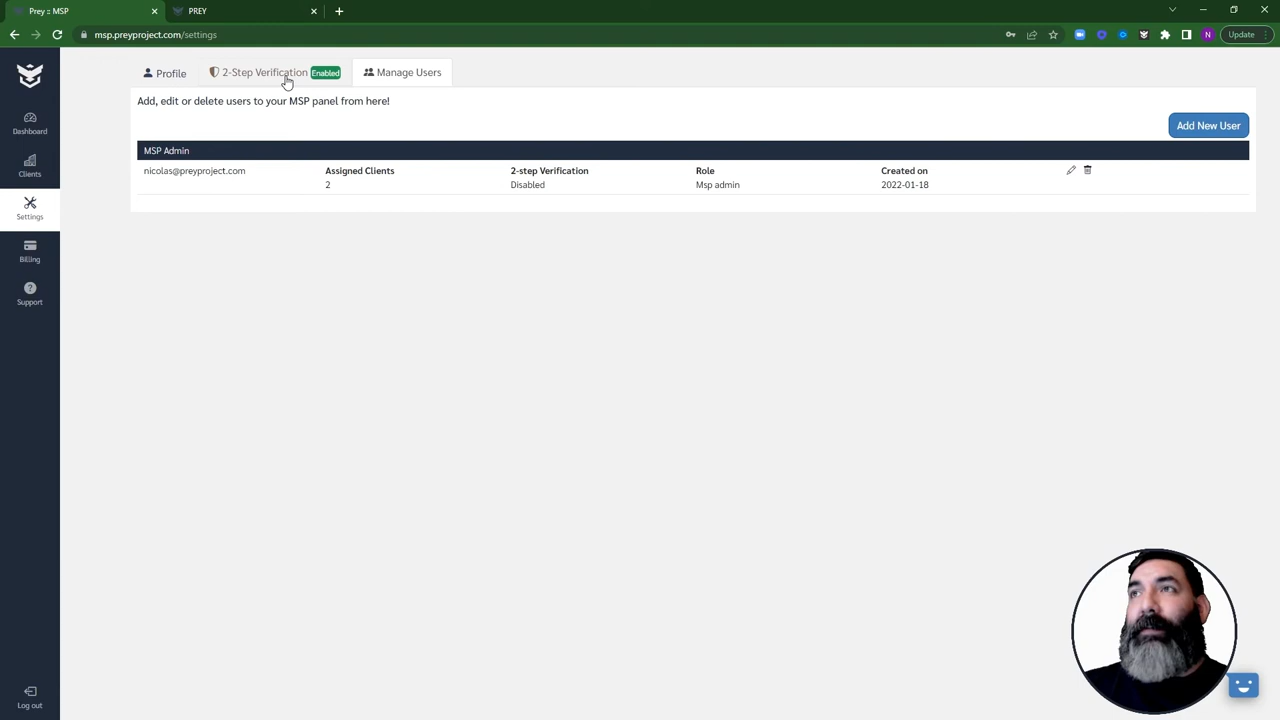 Prey :: MSP
PREY
msp.preyproject.com/settings
N
Update
Profile
2-Step Verification Enabled
Manage Users
Dashboard
Clients
Settings
Billing
Support
Log out
Add, edit or delete users to your MSP panel from here!
Add New User
MSP Admin
nicolas@preyproject.com
Assigned Clients
2
2-step Verification
Disabled
Role
Msp admin
Created on
2022-01-18